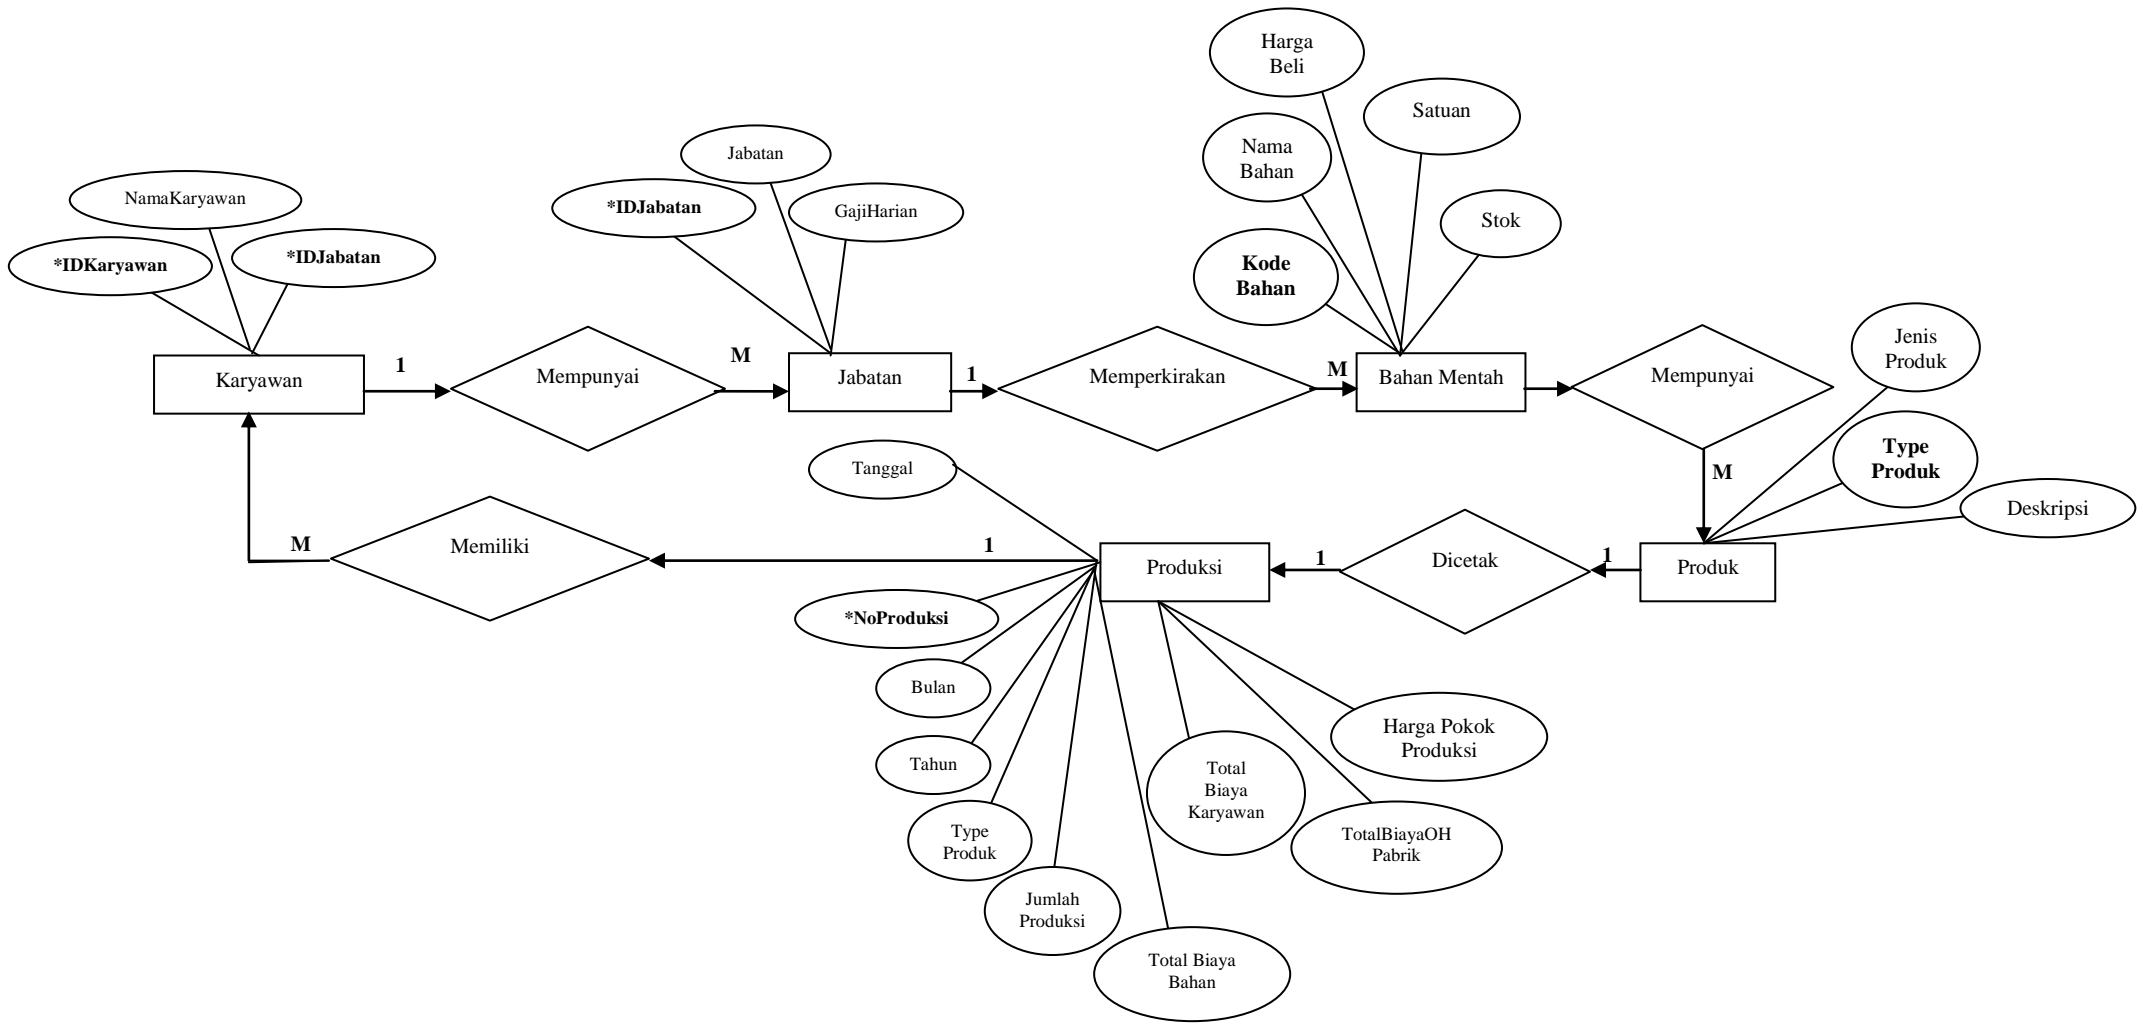 Harga
Beli
Satuan
Nama
Bahan
Jabatan
NamaKaryawan
*IDJabatan
GajiHarian
Stok
*IDKaryawan
*IDJabatan
Kode
Bahan
Jenis
Produk
Karyawan
1
Mempunyai
M
Jabatan
1
Memperkirakan
M
Bahan Mentah
Mempunyai
Type
Produk
M
Deskripsi
Tanggal
M
Memiliki
1
Produksi
1
Dicetak
1
Produk
*NoProduksi
Bulan
Tahun
Type
Produk
Jumlah
Produksi
Total Biaya
Bahan
Total
Biaya
Karyawan
TotalBiayaOH
Pabrik
Harga Pokok
Produksi